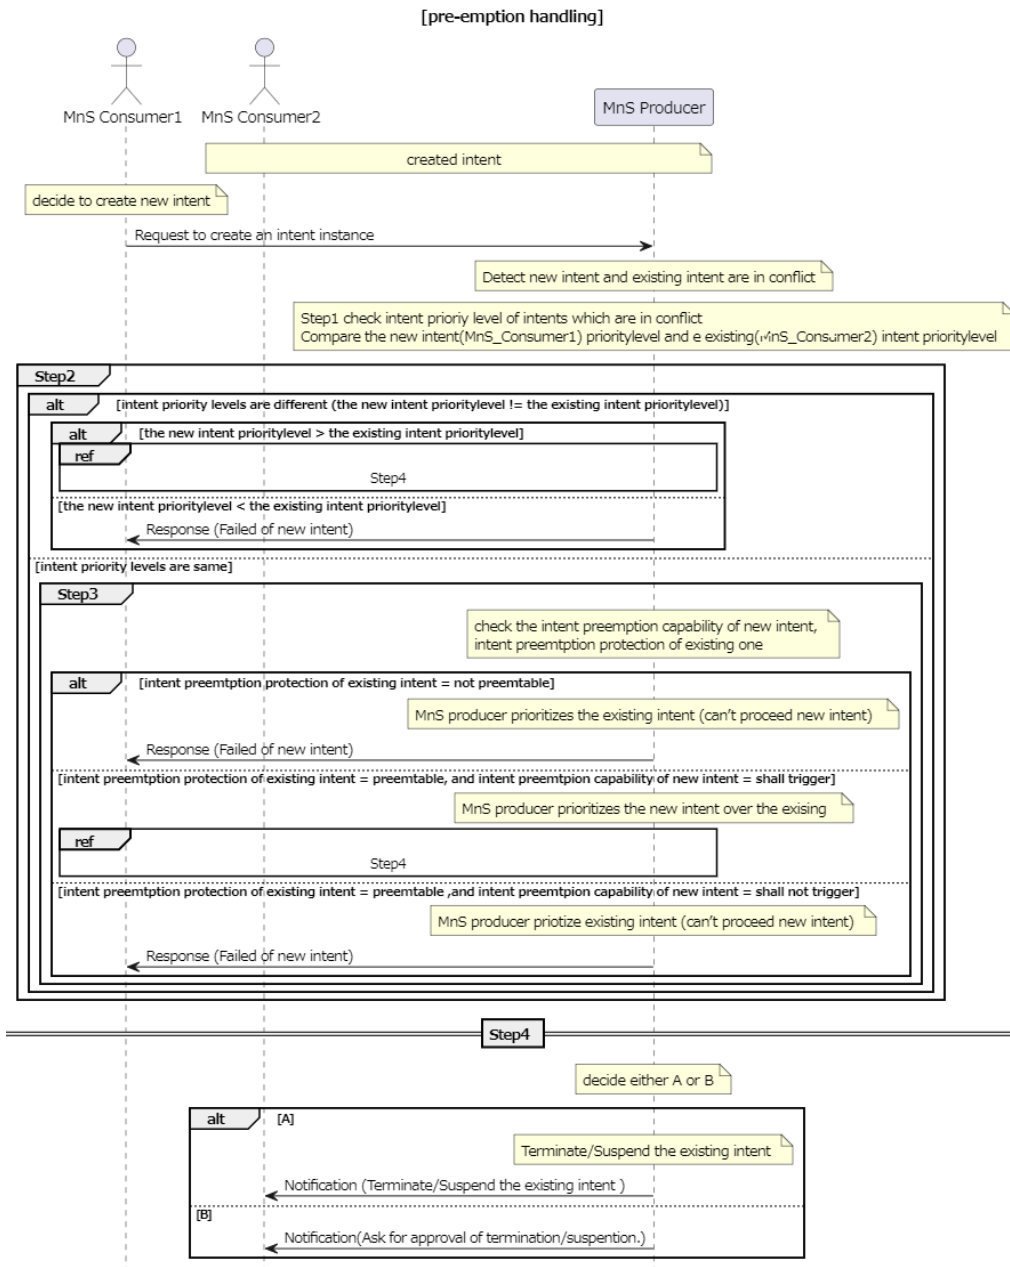 [pre-emption handling]
MnS Consumer1
MnS Consumer2
MnS Producer
created intent
decide to create new intent
Request to create an intent instance
Detect new intent and existing intent are in conflict
Step1 check intent prioriy level of intents which are in conflict
Compare the new intent(MnS_Consumer1) prioritylevel and e existing(MnS_Consumer2) intent prioritylevel
Step2
alt [intent priority levels are different (the new intent prioritylevel != the existing intent prioritylevel)]
alt [the new intent prioritylevel > the existing intent prioritylevel]
ref
Step4
[the new intent prioritylevel < the existing intent prioritylevel]
Response (Failed of new intent)
[intent priority levels are same]
Step3
check the intent preemption capability of new intent,
intent preemtption protection of existing one
alt [intent preemtption protection of existing intent = not preemtable]
MnS producer prioritizes the existing intent (can't proceed new intent)
Response (Failed of new intent)
[intent preemtption protection of existing intent = preemtable, and intent preemtpion capability of new intent = shall trigger]
MnS producer prioritizes the new intent over the exising
ref
Step4
[intent preemtption protection of existing intent = preemtable ,and intent preemtpion capability of new intent = shall not trigger]
MnS producer priotize existing intent (can't proceed new intent)
Response (Failed of new intent)
Step4
decide either A or B
alt [A]
Terminate/Suspend the existing intent
Notification (Terminate/Suspend the existing intent )
[B]
Notification(Ask for approval of termination/suspention.)